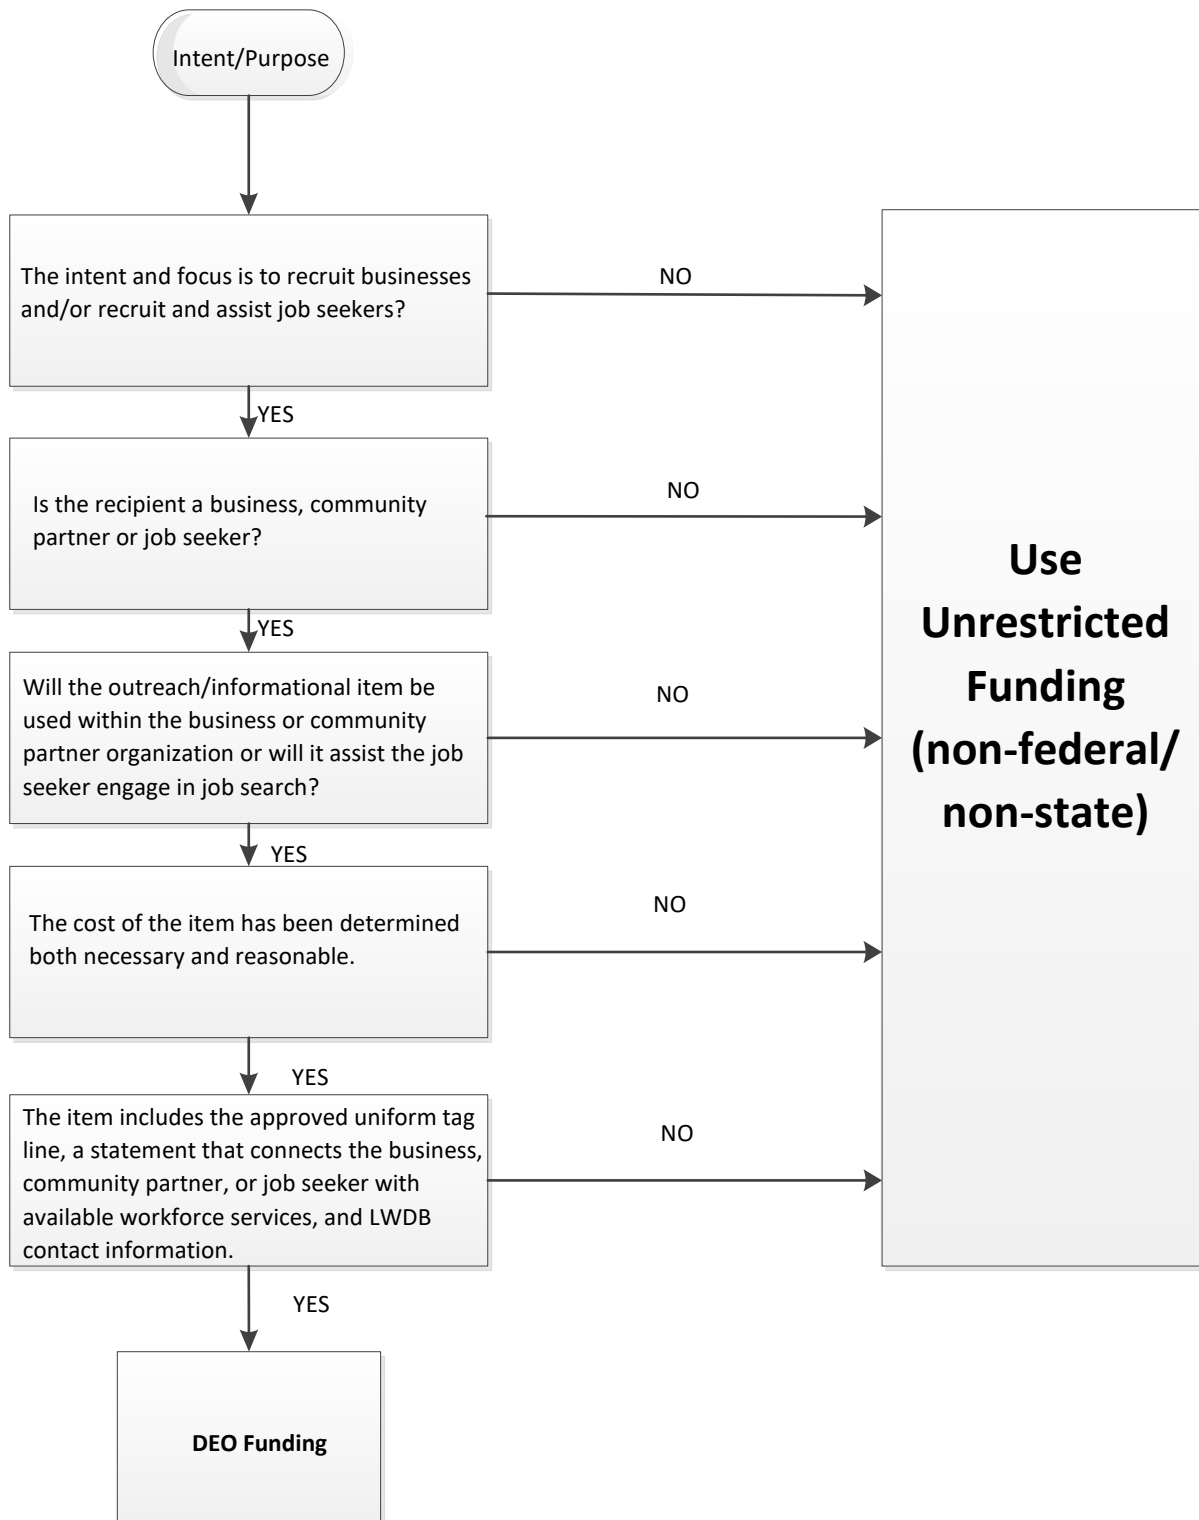 Intent/Purpose
The intent and focus is to recruit businesses
and/or recruit and assist job seekers?
NO
YES
Is the recipient a business, community
partner or job seeker?
NO
YES
Will the outreach/informational item be
used within the business or community
partner organization or will it assist the job
seeker engage in job search?
NO
YES
The cost of the item has been determined
both necessary and reasonable.
NO
YES
The item includes the approved uniform tag
line, a statement that connects the business,
community partner, or job seeker with
available workforce services, and LWDB
contact information.
NO
YES
DEO Funding
Use
Unrestricted
Funding
(non-federal/
non-state)